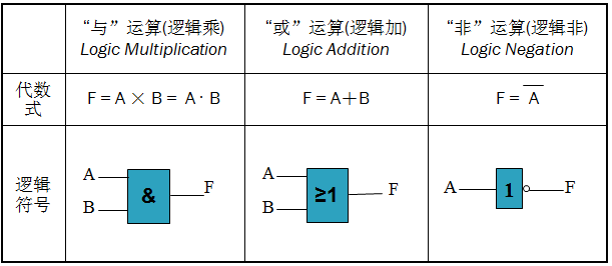 “与”运算(逻辑乘)
Logic Multiplication
“或”运算(逻辑加)
Logic Addition
“非”运算(逻辑非)
Logic Negation
代数
式
F = A × B = A · B
F = A＋B
F = A̅
逻辑
符号
A
B
&
F
A
B
≥1
F
A
1
F